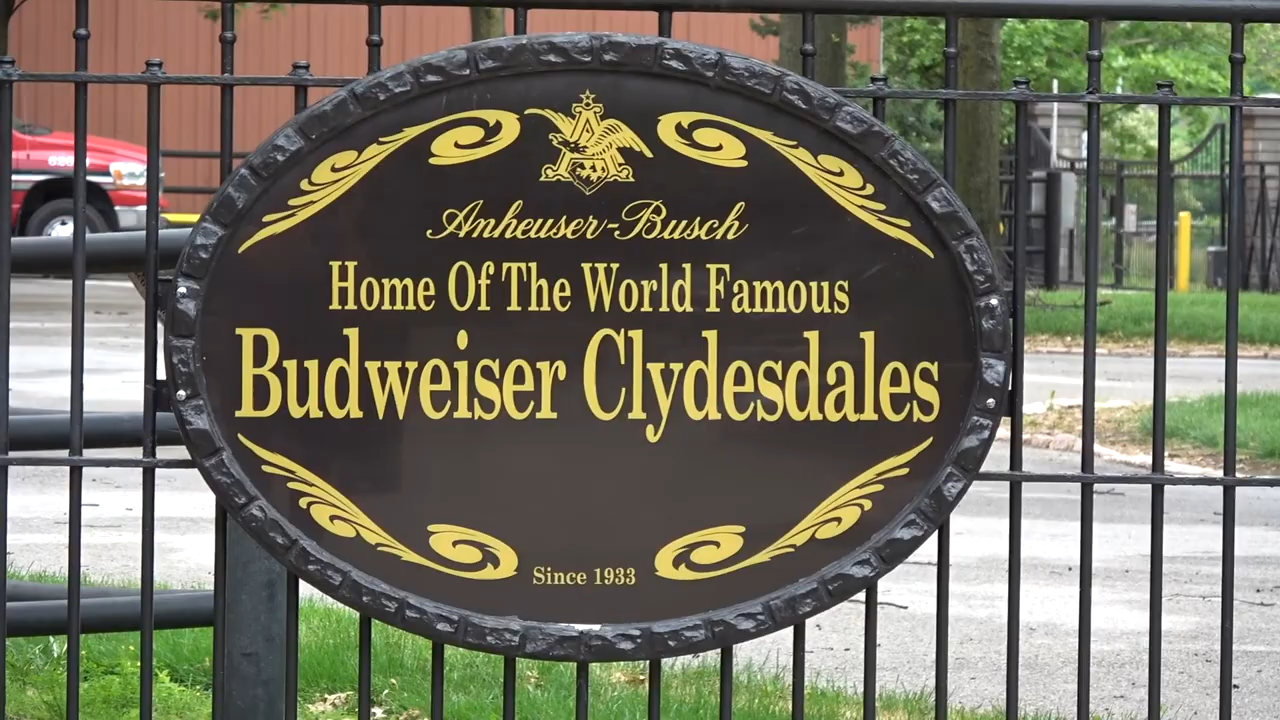 Anheuser-Busch
Home Of The World Famous
Budweiser Clydesdales
Since 1933